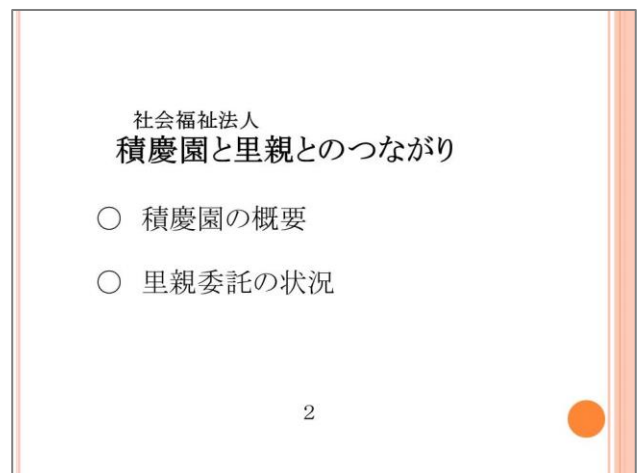 社会福祉法人
積慶園と里親とのつながり
○ 積慶園の概要
○ 里親委託の状況
2